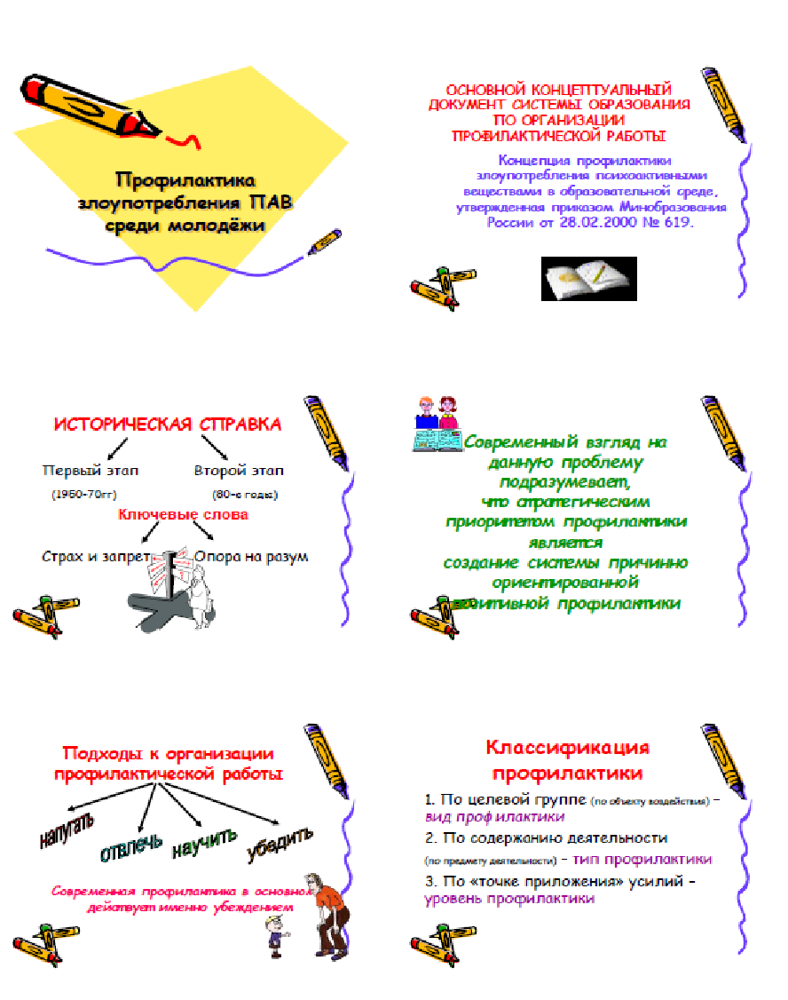 Профилактика
злоупотребления ПАВ
среди молодёжи
ОСНОВНОЙ КОНЦЕПТУАЛЬНЫЙ
ДОКУМЕНТ СИСТЕМЫ ОБРАЗОВАНИЯ
ПО ОРГАНИЗАЦИИ
ПРОФИЛАКТИЧЕСКОЙ РАБОТЫ
Концепция профилактики
злоупотребления психоактивными
веществами в образовательной среде,
утвержденная приказом Минобразования
России от 28.02.2000 № 619.
ИСТОРИЧЕСКАЯ СПРАВКА
Первый этап Второй этап
(1950-70гг) (80-е годы)
Ключевые слова
Страх и запрет Опора на разум
Современный взгляд на
данную проблему
подразумевает,
что стратегическим
приоритетом профилактики
является
создание системы причинно
ориентированной
позитивной профилактики
Подходы к организации
профилактической работы
напугать отвлечь научить убедить
Современная профилактика в основном
действует именно убеждением
Классификация
профилактики
1. По целевой группе (по объекту воздействия) –
вид профилактики
2. По содержанию деятельности
(по предмету деятельности) – тип профилактики
3. По «точке приложения» усилий –
уровень профилактики